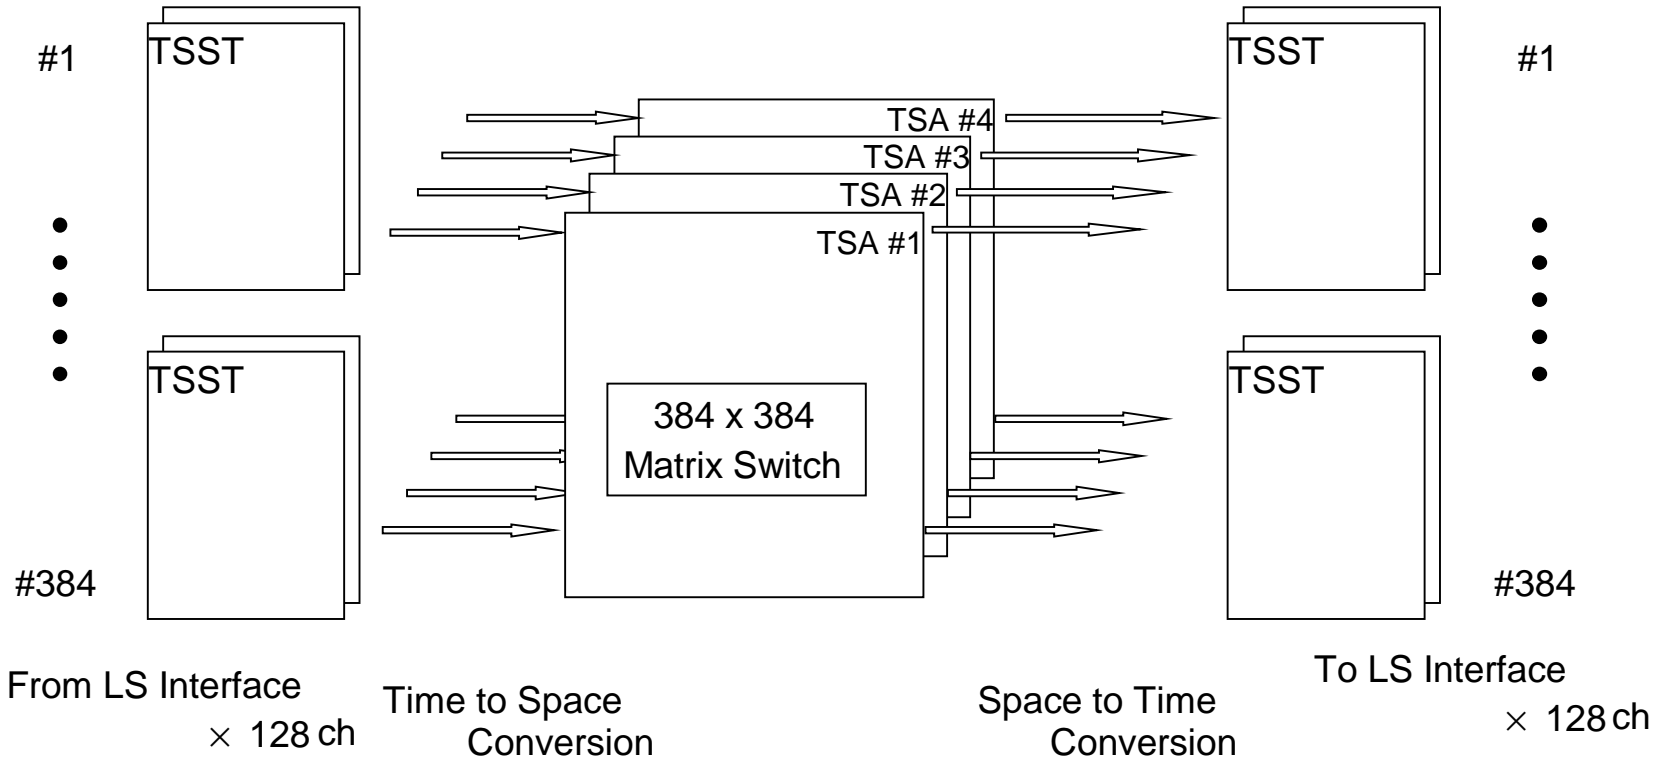 #1
TSST
TSST
#1
TSA #4
TSA #3
TSA #2
TSA #1
TSST
TSST
384 x 384
Matrix Switch
#384
#384
From LS Interface
× 128 ch
Time to Space
Conversion
Space to Time
Conversion
To LS Interface
× 128 ch